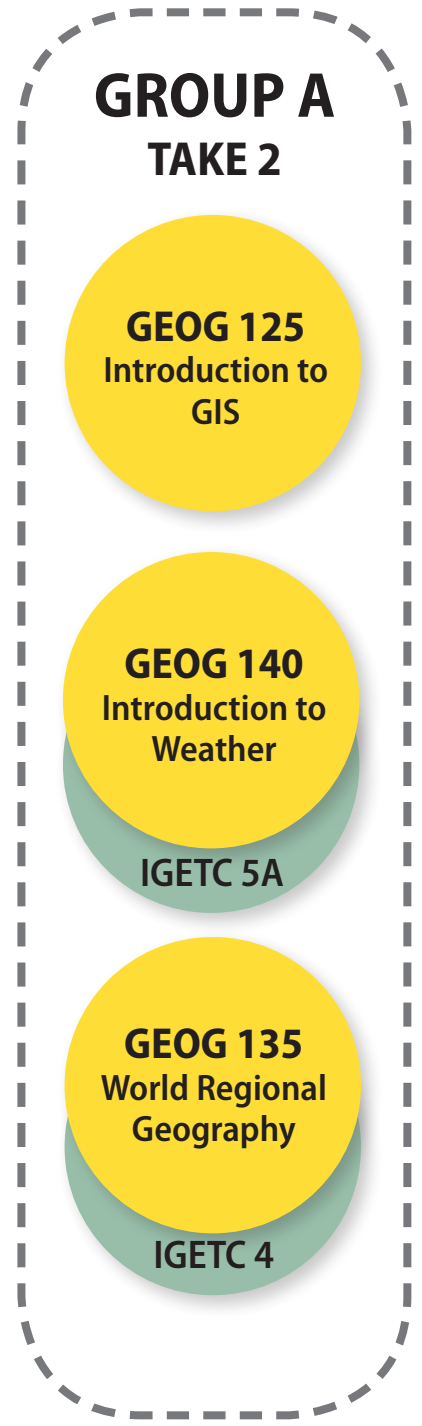 GROUP A
TAKE 2
GEOG 125
Introduction to
GIS
GEOG 140
Introduction to
Weather
IGETC 5A
GEOG 135
World Regional
Geography
IGETC 4